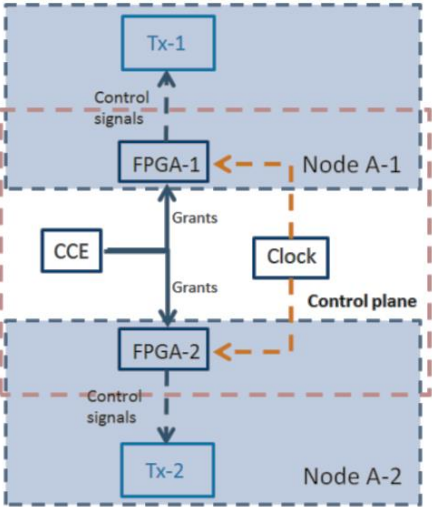 Tx-1
Control
signals
FPGA-1
Node A-1
Grants
CCE
Clock
Grants
Control plane
FPGA-2
Control
signals
Tx-2
Node A-2